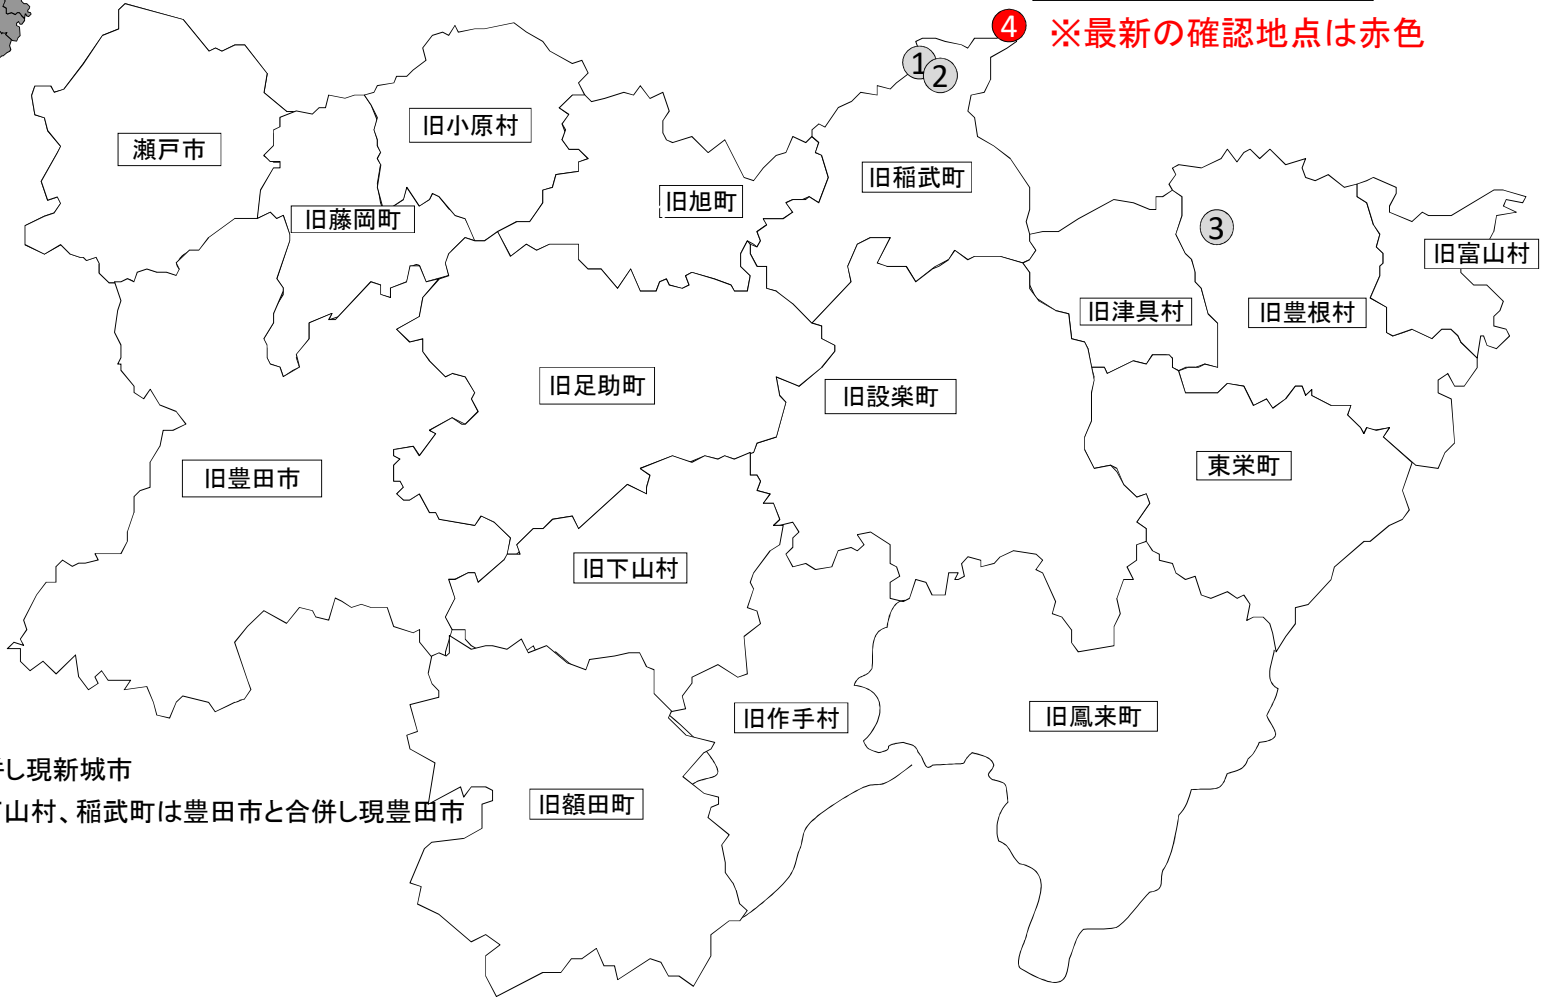 4
※最新の確認地点は赤色
1
2
瀬戸市
旧小原村
旧稲武町
旧旭町
旧藤岡町
3
旧富山村
旧津具村
旧豊根村
旧足助町
旧設楽町
旧豊田市
東栄町
旧下山村
旧作手村
旧鳳来町
し現新城市
山村、稲武町は豊田市と合併し現豊田市
旧額田町